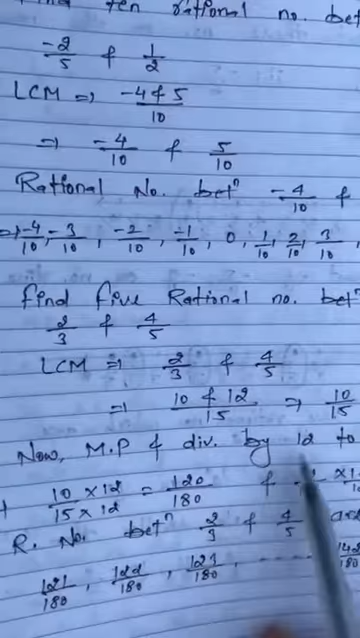 ten rational no. bet
-2/5 & 1/2
LCM => -4 & 5/10
=> -4/10 & 5/10
Rational No. betⁿ -4/10 &
=> -4/10, -3/10, -2/10, -1/10, 0, 1/10, 2/10, 3/10,
find five Rational no. betⁿ
2/3 & 4/5
LCM => 2/3 & 4/5
=> 10 & 12/15 => 10/15
Now, M.P & div. by 12 to
10×12/15×12 = 120/180 &
R. No. betⁿ 2/3 & 4/5 are
121/180, 122/180, 123/180, ------ 142/180